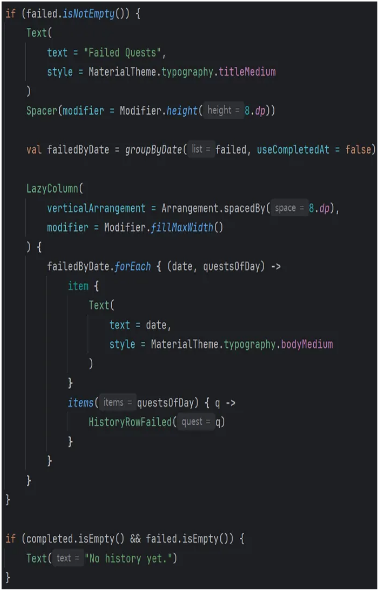 if (failed.isNotEmpty()) {
    Text(
        text = "Failed Quests",
        style = MaterialTheme.typography.titleMedium
    )
    Spacer(modifier = Modifier.height( height = 8.dp))

    val failedByDate = groupByDate( list = failed, useCompletedAt = false)

    LazyColumn(
        verticalArrangement = Arrangement.spacedBy( space = 8.dp),
        modifier = Modifier.fillMaxWidth()
    ) {
        failedByDate.forEach { (date, questsOfDay) ->
            item {
                Text(
                    text = date,
                    style = MaterialTheme.typography.bodyMedium
                )
            }
            items( items = questsOfDay) { q ->
                HistoryRowFailed( quest = q)
            }
        }
    }
}

if (completed.isEmpty() && failed.isEmpty()) {
    Text( text = "No history yet.")
}